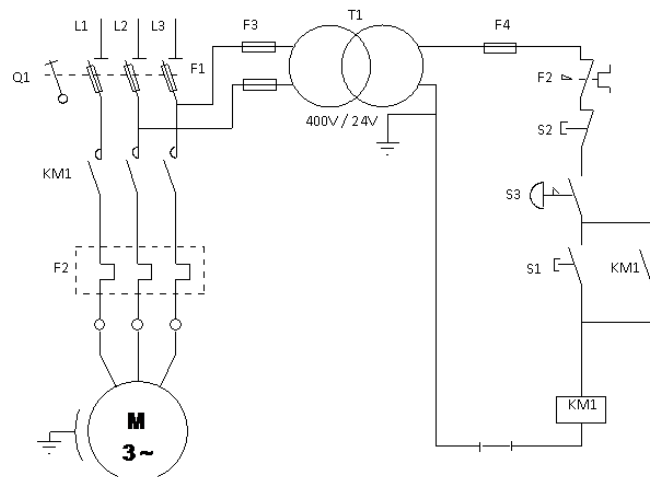 L1 L2 L3
F3
T1
F4
Q1
F1
F2
S2
400V / 24V
KM1
S3
F2
S1
KM1
KM1
M
3~